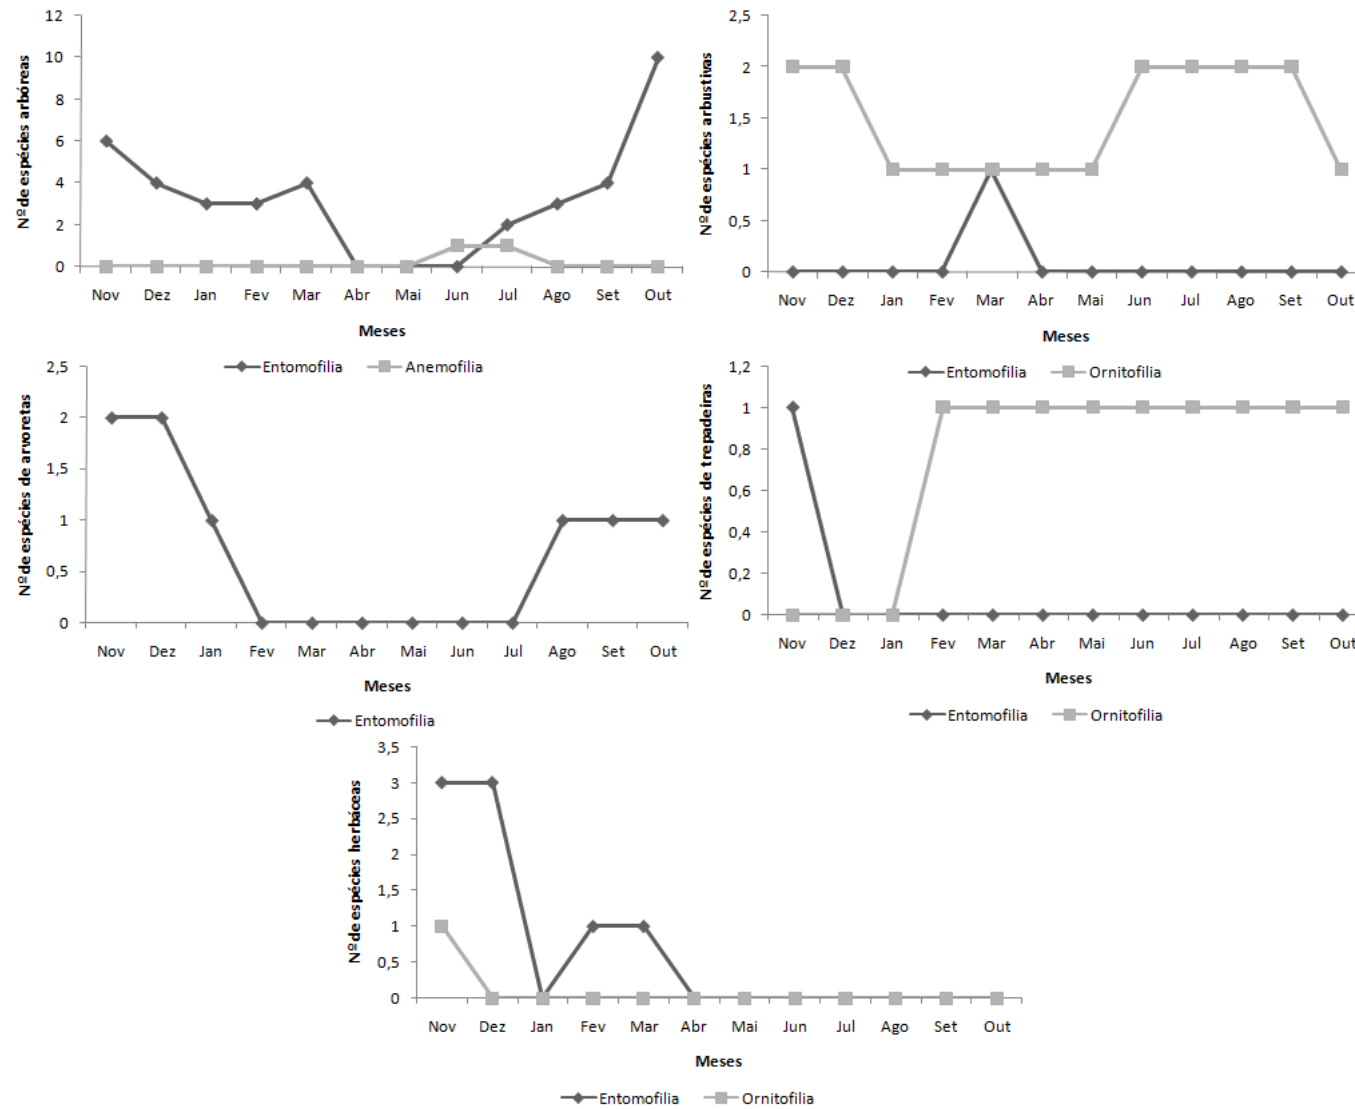 Nº de espécies arbóreas
12
10
8
6
4
2
0
Nov Dez Jan Fev Mar Abr Mai Jun Jul Ago Set Out
Meses
Entomofilia Anemofilia
Nº de espécies arbustivas
2,5
2
1,5
1
0,5
0
Nov Dez Jan Fev Mar Abr Mai Jun Jul Ago Set Out
Meses
Entomofilia Ornitofilia
Nº de espécies de arvoretas
2,5
2
1,5
1
0,5
0
Nov Dez Jan Fev Mar Abr Mai Jun Jul Ago Set Out
Meses
Entomofilia
Nº de espécies de trepadeiras
1,2
1
0,8
0,6
0,4
0,2
0
Nov Dez Jan Fev Mar Abr Mai Jun Jul Ago Set Out
Meses
Entomofilia Ornitofilia
Nº de espécies herbáceas
3,5
3
2,5
2
1,5
1
0,5
0
Nov Dez Jan Fev Mar Abr Mai Jun Jul Ago Set Out
Meses
Entomofilia Ornitofilia